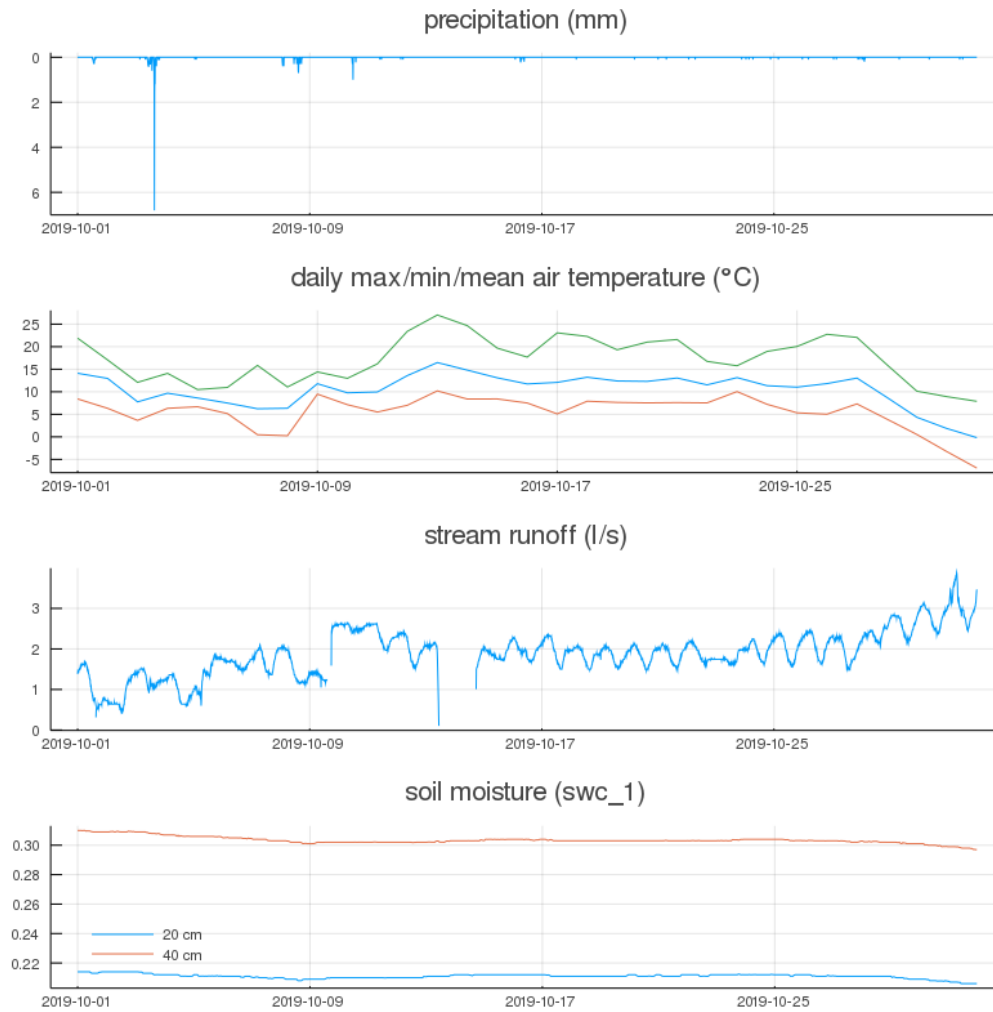 precipitation (mm)
0
2
4
6
2019-10-01 2019-10-09 2019-10-17 2019-10-25
daily max/min/mean air temperature (°C)
25
20
15
10
5
0
-5
2019-10-01 2019-10-09 2019-10-17 2019-10-25
stream runoff (l/s)
3
2
1
0
2019-10-01 2019-10-09 2019-10-17 2019-10-25
soil moisture (swc_1)
0.30
0.28
0.26
0.24
0.22
20 cm
40 cm
2019-10-01 2019-10-09 2019-10-17 2019-10-25